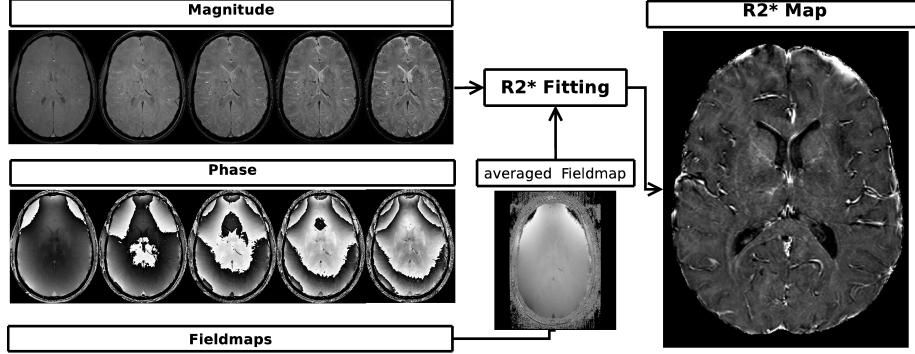 Magnitude
R2* Map
R2* Fitting
Phase
averaged Fieldmap
Fieldmaps